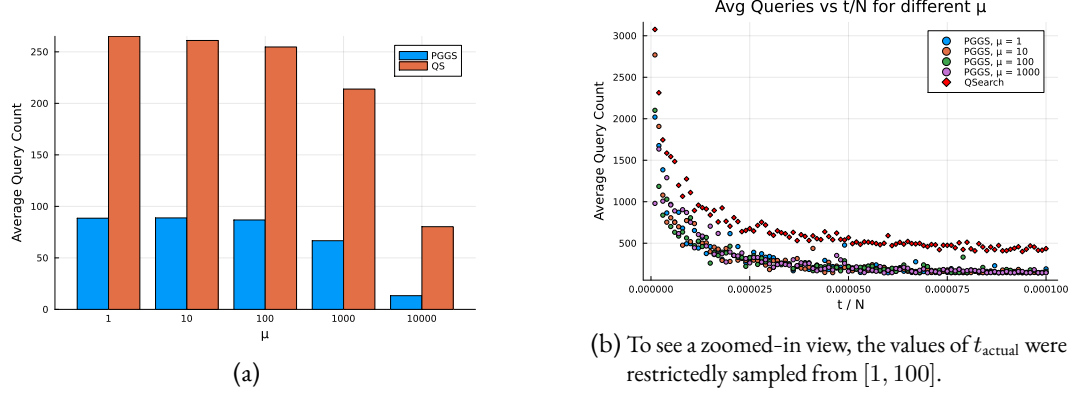 250
200
150
100
50
0
Average Query Count
PGGS
QS
1 10 100 1000 10000
μ
(a)
Avg Queries vs t/N for different μ
3000
2500
2000
1500
1000
500
Average Query Count
PGGS, μ = 1
PGGS, μ = 10
PGGS, μ = 100
PGGS, μ = 1000
QSearch
0.000000 0.000025 0.000050 0.000075 0.000100
t / N
(b) To see a zoomed-in view, the values of t_actual were
restrictedly sampled from [1, 100].